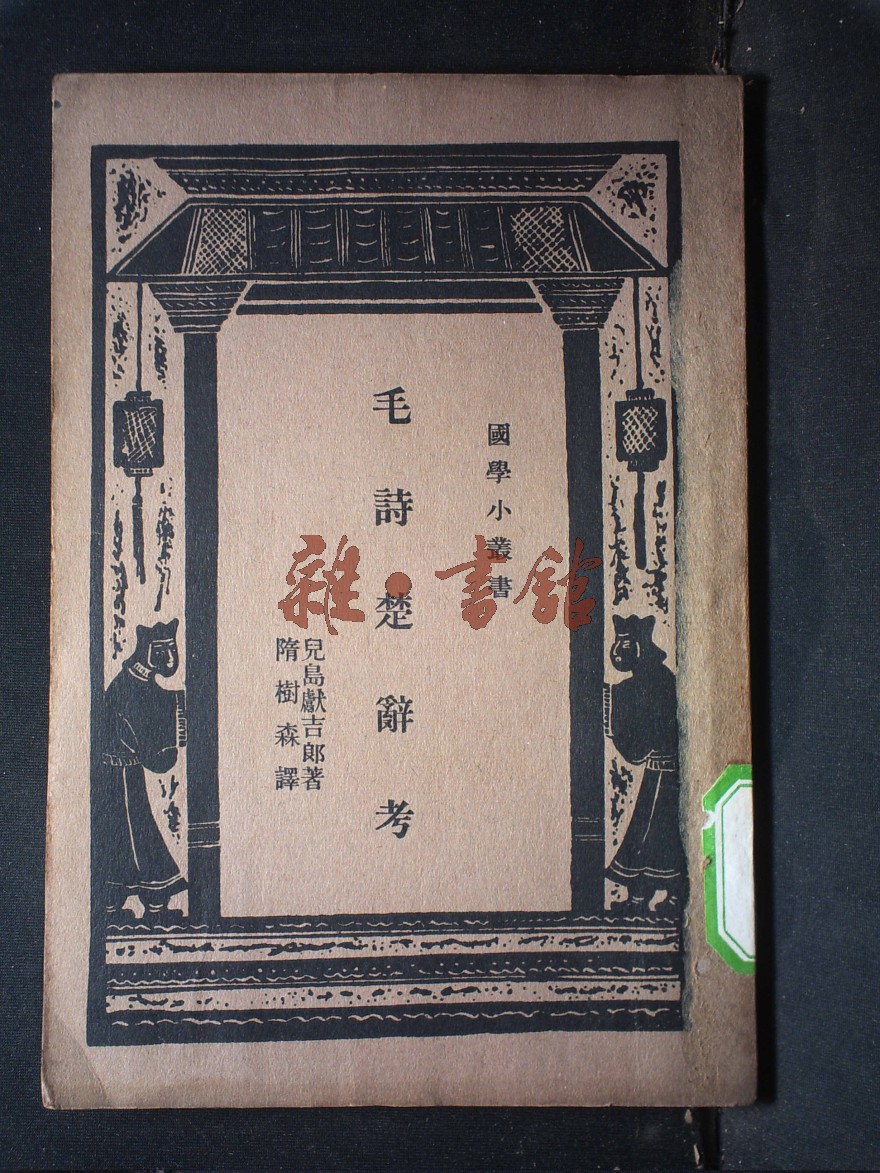 國學小叢書
毛詩楚辭考
兒島獻吉郎著
隋樹森譯
雜·書館